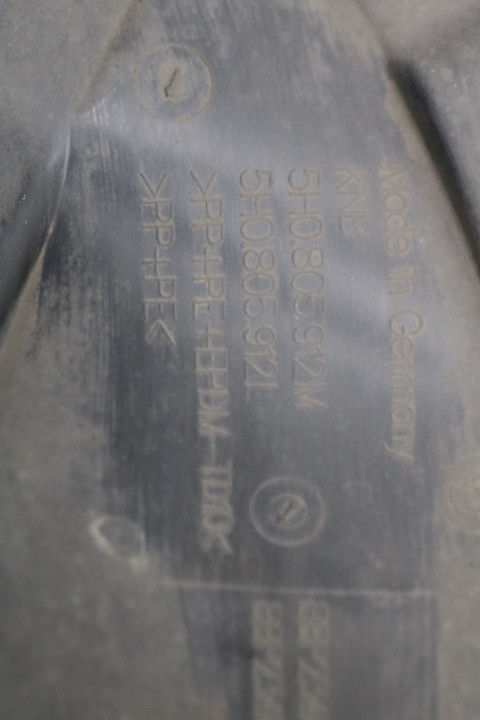 Made in Germany
KNB
5H0.805.912M
5H0.805.912L
>PP+PE+EPDM-TD10<
>PP+PE<